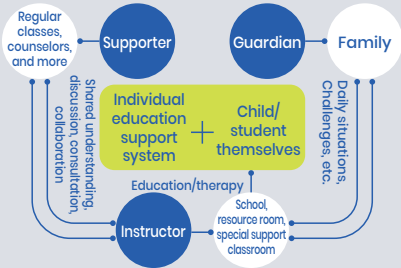 Regular
classes,
counselors,
and more
Supporter
Guardian
Family
Shared understanding,
discussion, consultation,
collaboration
Individual
education
support
system
+
Child/
student
themselves
Daily situations,
Challenges, etc.
Education/therapy
Instructor
School,
resource room,
special support
classroom